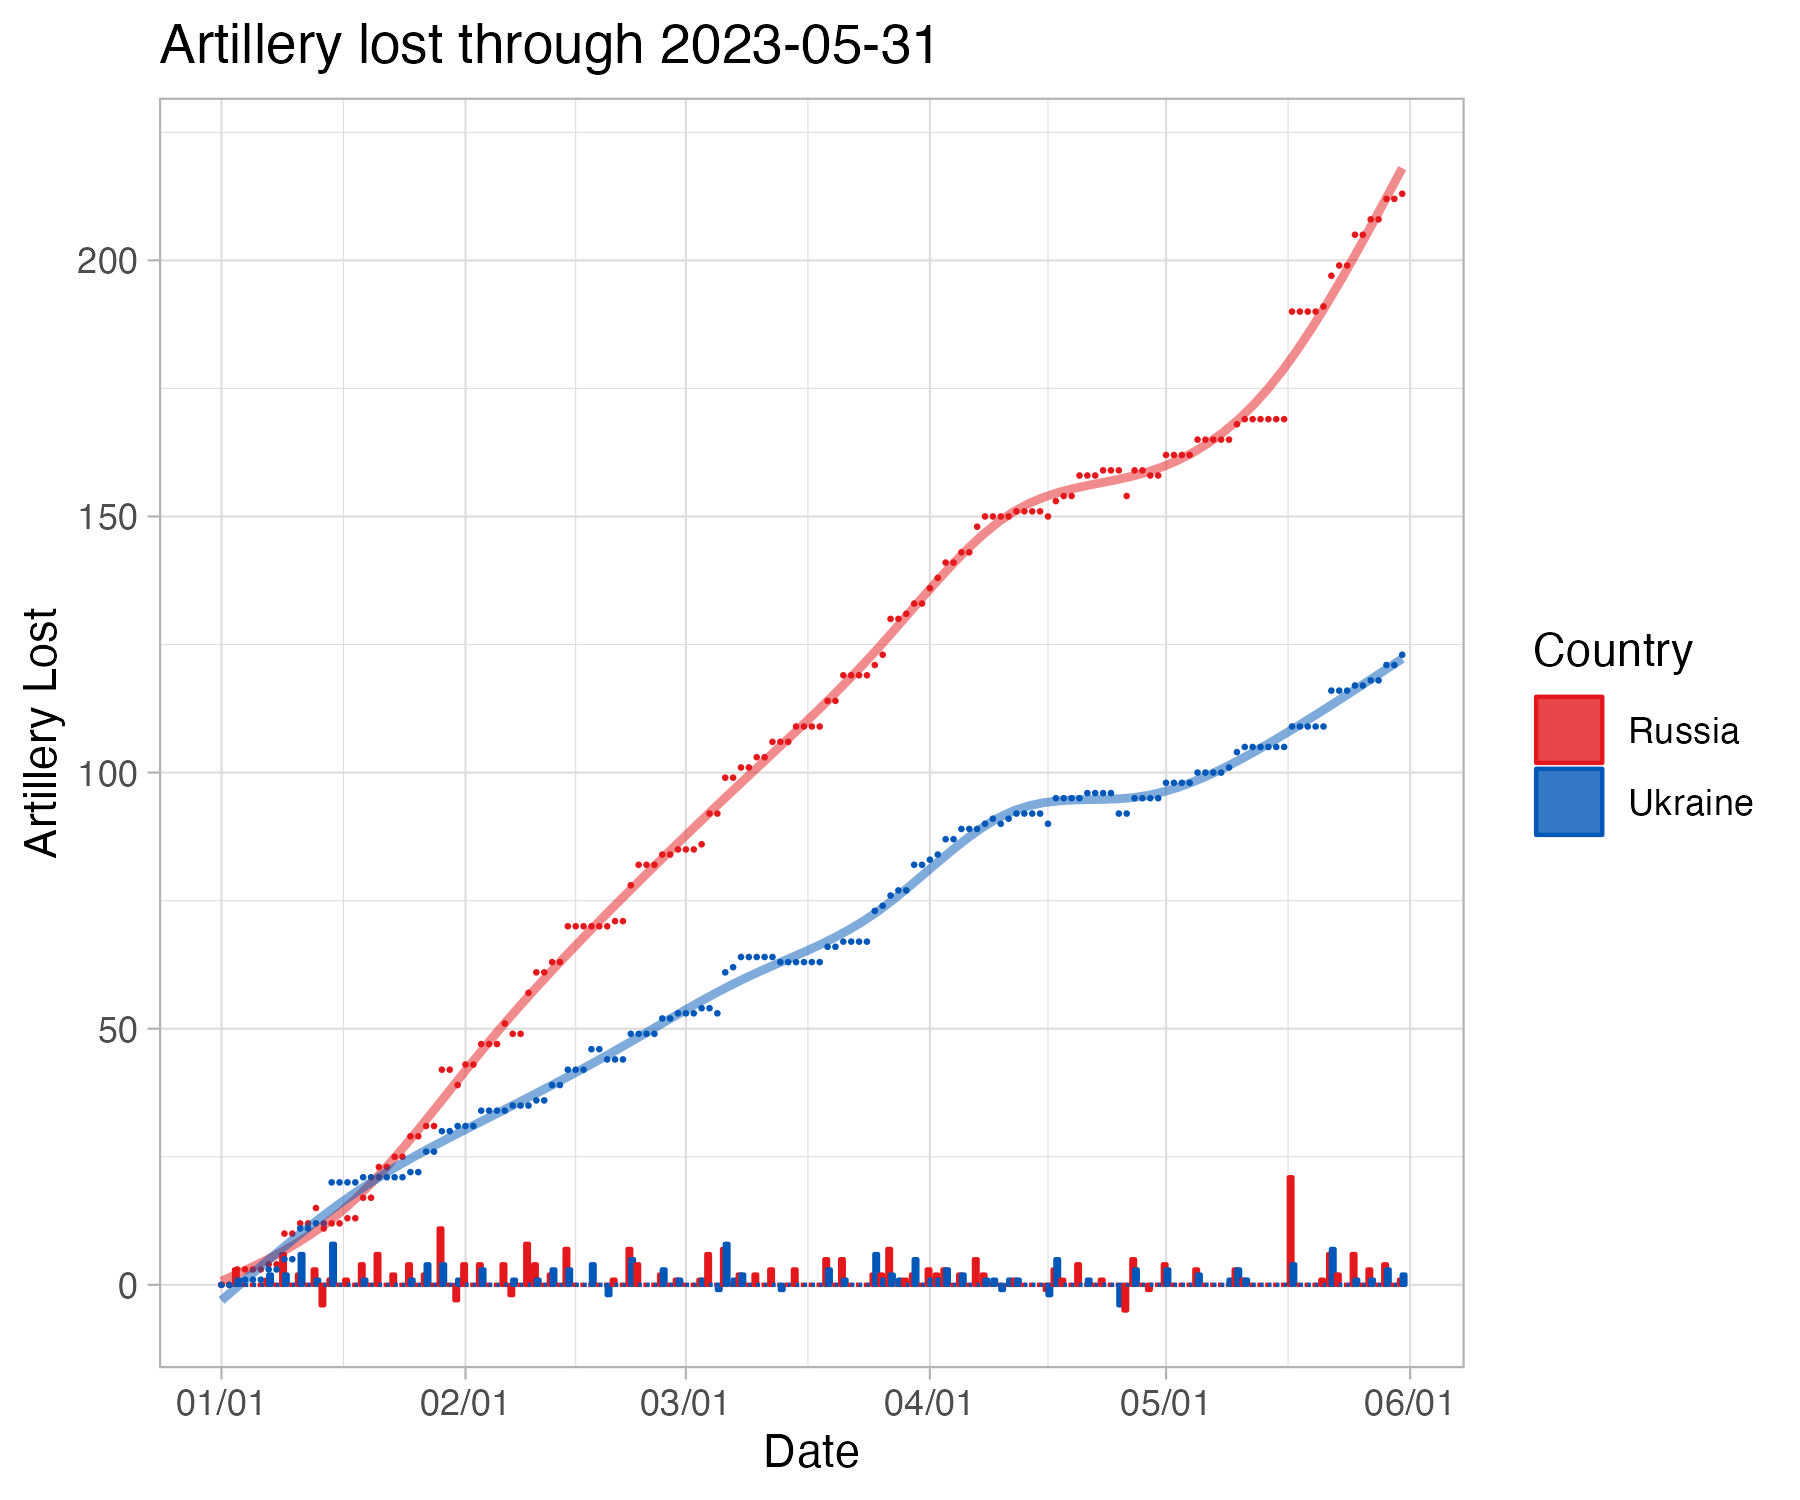 Artillery lost through 2023-05-31
Artillery Lost
200
150
100
50
0
01/01 02/01 03/01 04/01 05/01 06/01
Date
Country
Russia
Ukraine